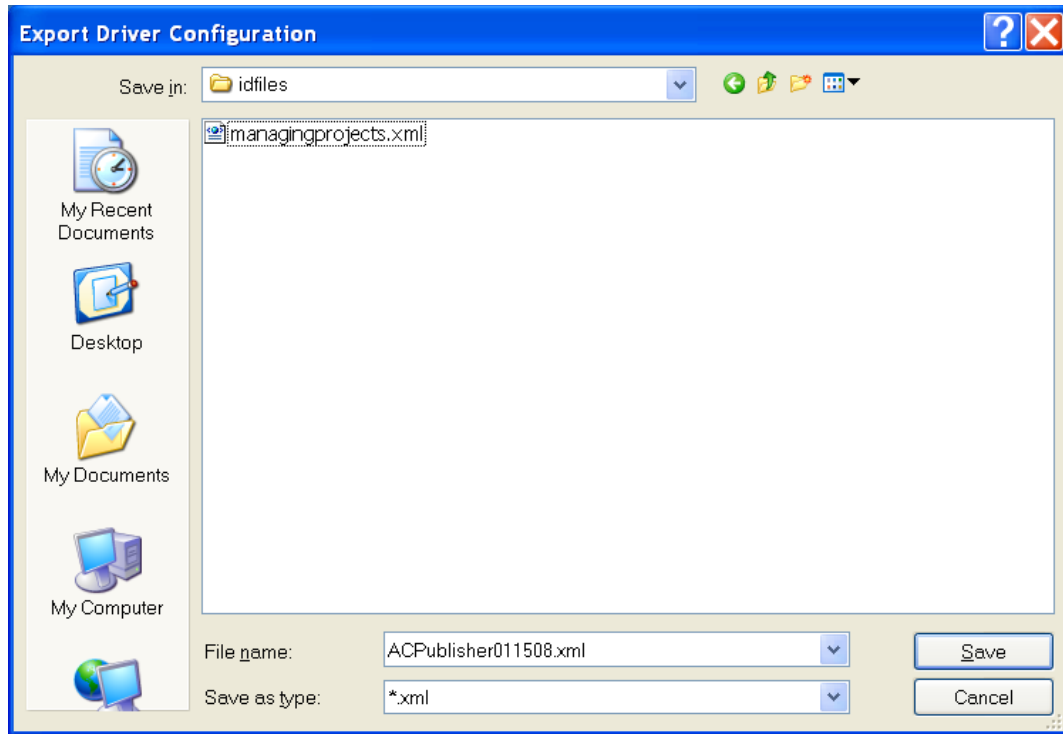 Export Driver Configuration
Save in:
idfiles
managingprojects.xml
My Recent
Documents
Desktop
My Documents
My Computer
File name:
ACPublisher011508.xml
Save
Save as type:
*.xml
Cancel